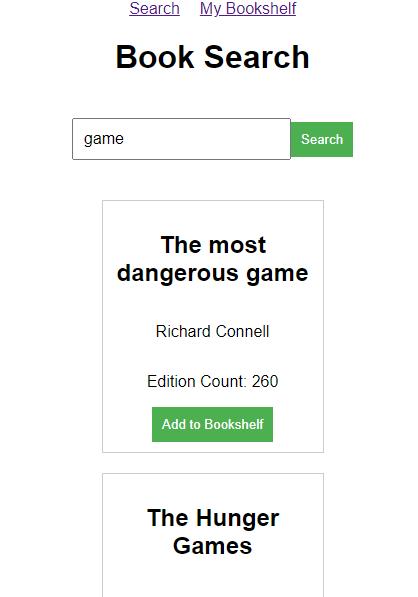 Search My Bookshelf
Book Search
game Search
The most
dangerous game
Richard Connell
Edition Count: 260
Add to Bookshelf
The Hunger
Games